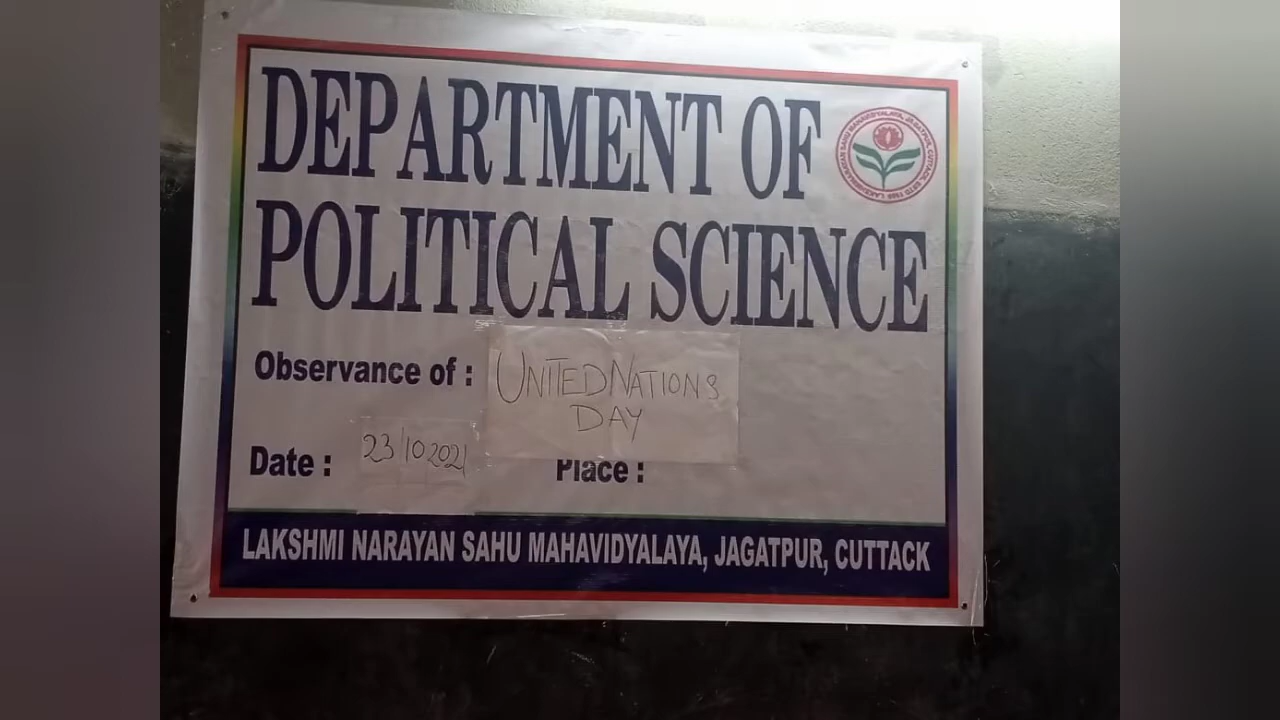 DEPARTMENT OF
POLITICAL SCIENCE
Observance of : UNITED NATIONS
DAY
Date : 23/10 2021 Place :
LAKSHMI NARAYAN SAHU MAHAVIDYALAYA, JAGATPUR, CUTTACK